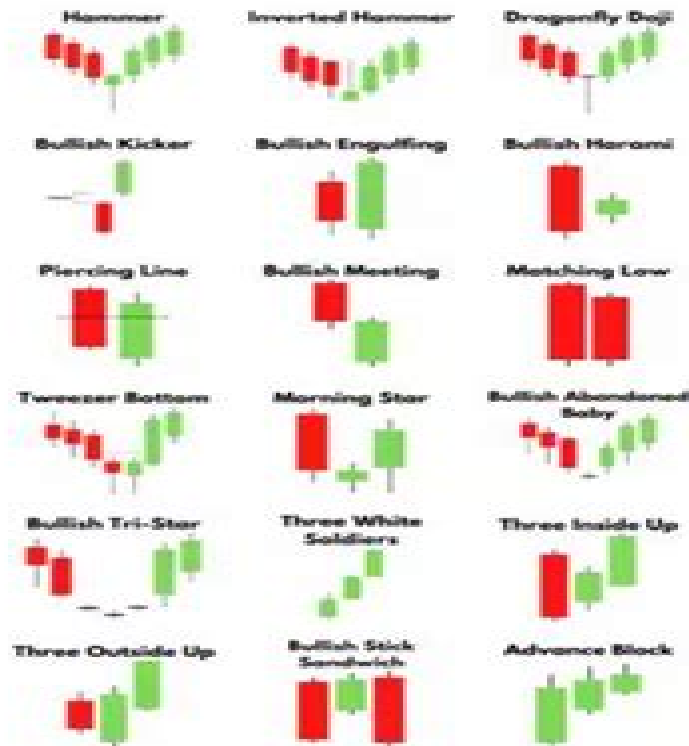 Hammer
Inverted Hammer
Dragonfly Doji
Bullish Kicker
Bullish Engulfing
Bullish Harami
Piercing Line
Bullish Meeting
Matching Low
Tweezer Bottom
Morning Star
Bullish Abandoned
Baby
Bullish Tri-Star
Three White
Soldiers
Three Inside Up
Three Outside Up
Bullish Stick
Sandwich
Advance Block